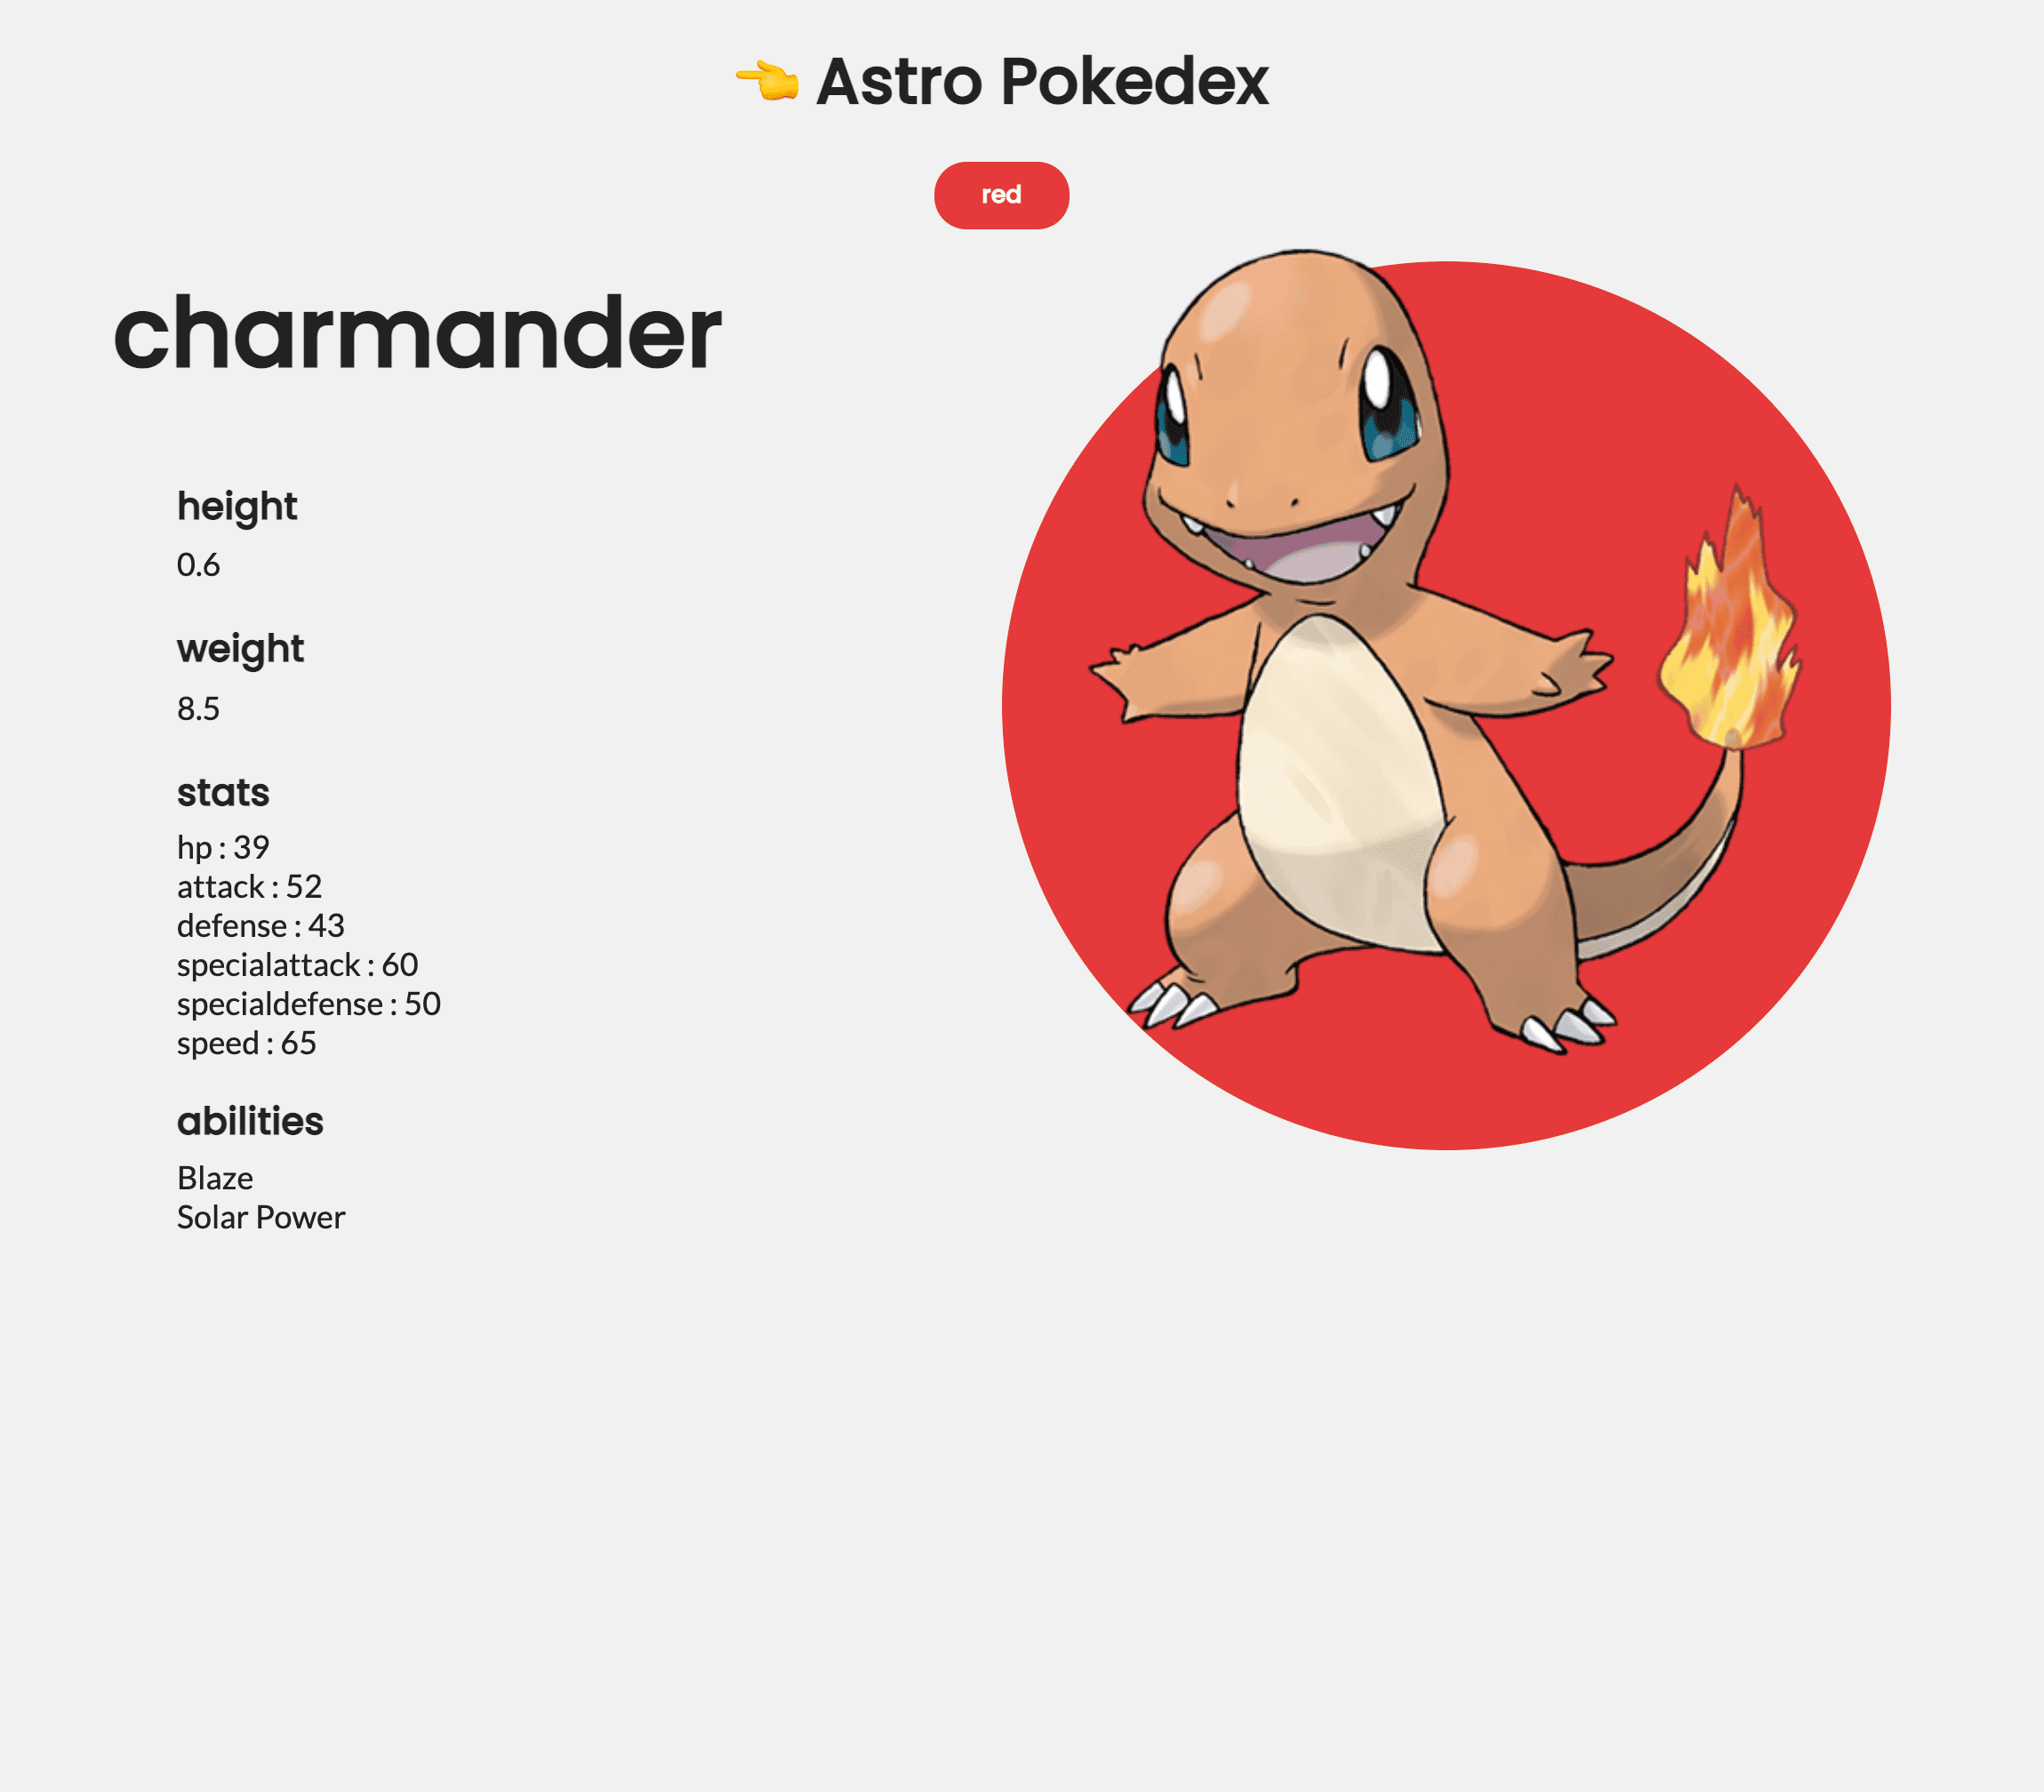 👈 Astro Pokedex
red
charmander
height
0.6
weight
8.5
stats
hp : 39
attack : 52
defense : 43
specialattack : 60
specialdefense : 50
speed : 65
abilities
Blaze
Solar Power